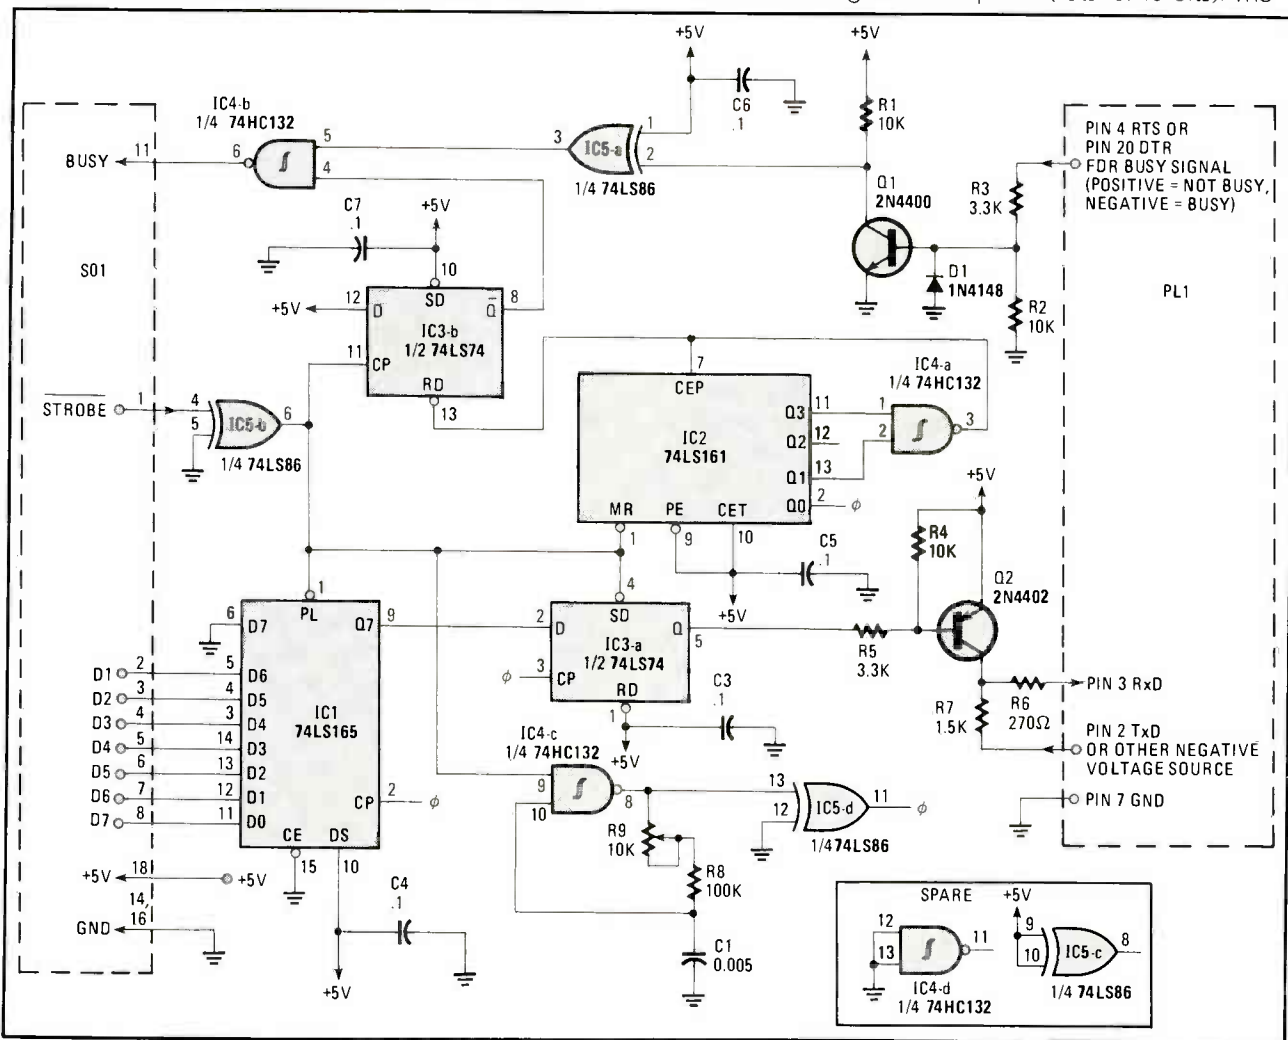 +5V
+5V
IC4-b
1/4 74HC132
C6
.1
R1
10K
BUSY
11
6
5
4
3
IC5-a
1
2
1/4 74LS86
Q1
2N4400
R3
3.3K
PIN 4 RTS OR
PIN 20 DTR
FDR BUSY SIGNAL
(POSITIVE = NOT BUSY,
NEGATIVE = BUSY)
S01
C7
.1
+5V
10
D1
1N4148
R2
10K
PL1
+5V
12
D
SD
Q
8
IC3-b
1/2 74LS74
11
CP
RD
13
7
CEP
IC4-a
1/4 74HC132
STROBE
1
4
5
IC5-b
6
1/4 74LS86
IC2
74LS161
Q3
11
1
Q2
12
2
3
Q1
13
Q0
2
ϕ
MR
PE
CET
1
9
10
+5V
C5
.1
+5V
R4
10K
Q2
2N4402
1
PL
6
D7
Q7
9
4
2
D
SD
Q
5
IC3-a
1/2 74LS74
ϕ
3
CP
RD
1
R5
3.3K
C3
.1
+5V
D1
2
5
D6
D2
3
4
D5
D3
4
3
D4
D4
5
14
D3
D5
6
13
D2
D6
7
12
D1
D7
8
11
D0
IC1
74LS165
CP
2
ϕ
CE
DS
15
10
R7
1.5K
R6
270Ω
PIN 3 RxD
PIN 2 TxD
OR OTHER NEGATIVE
VOLTAGE SOURCE
PIN 7 GND
IC4-c
1/4 74HC132
9
10
8
R9
10K
R8
100K
C1
0.005
13
12
IC5-d
11
ϕ
1/4 74LS86
+5V
18
+5V
14,
16
GND
C4
.1
+5V
SPARE
12
13
11
IC4-d
1/4 74HC132
+5V
9
10
IC5-c
8
1/4 74LS86